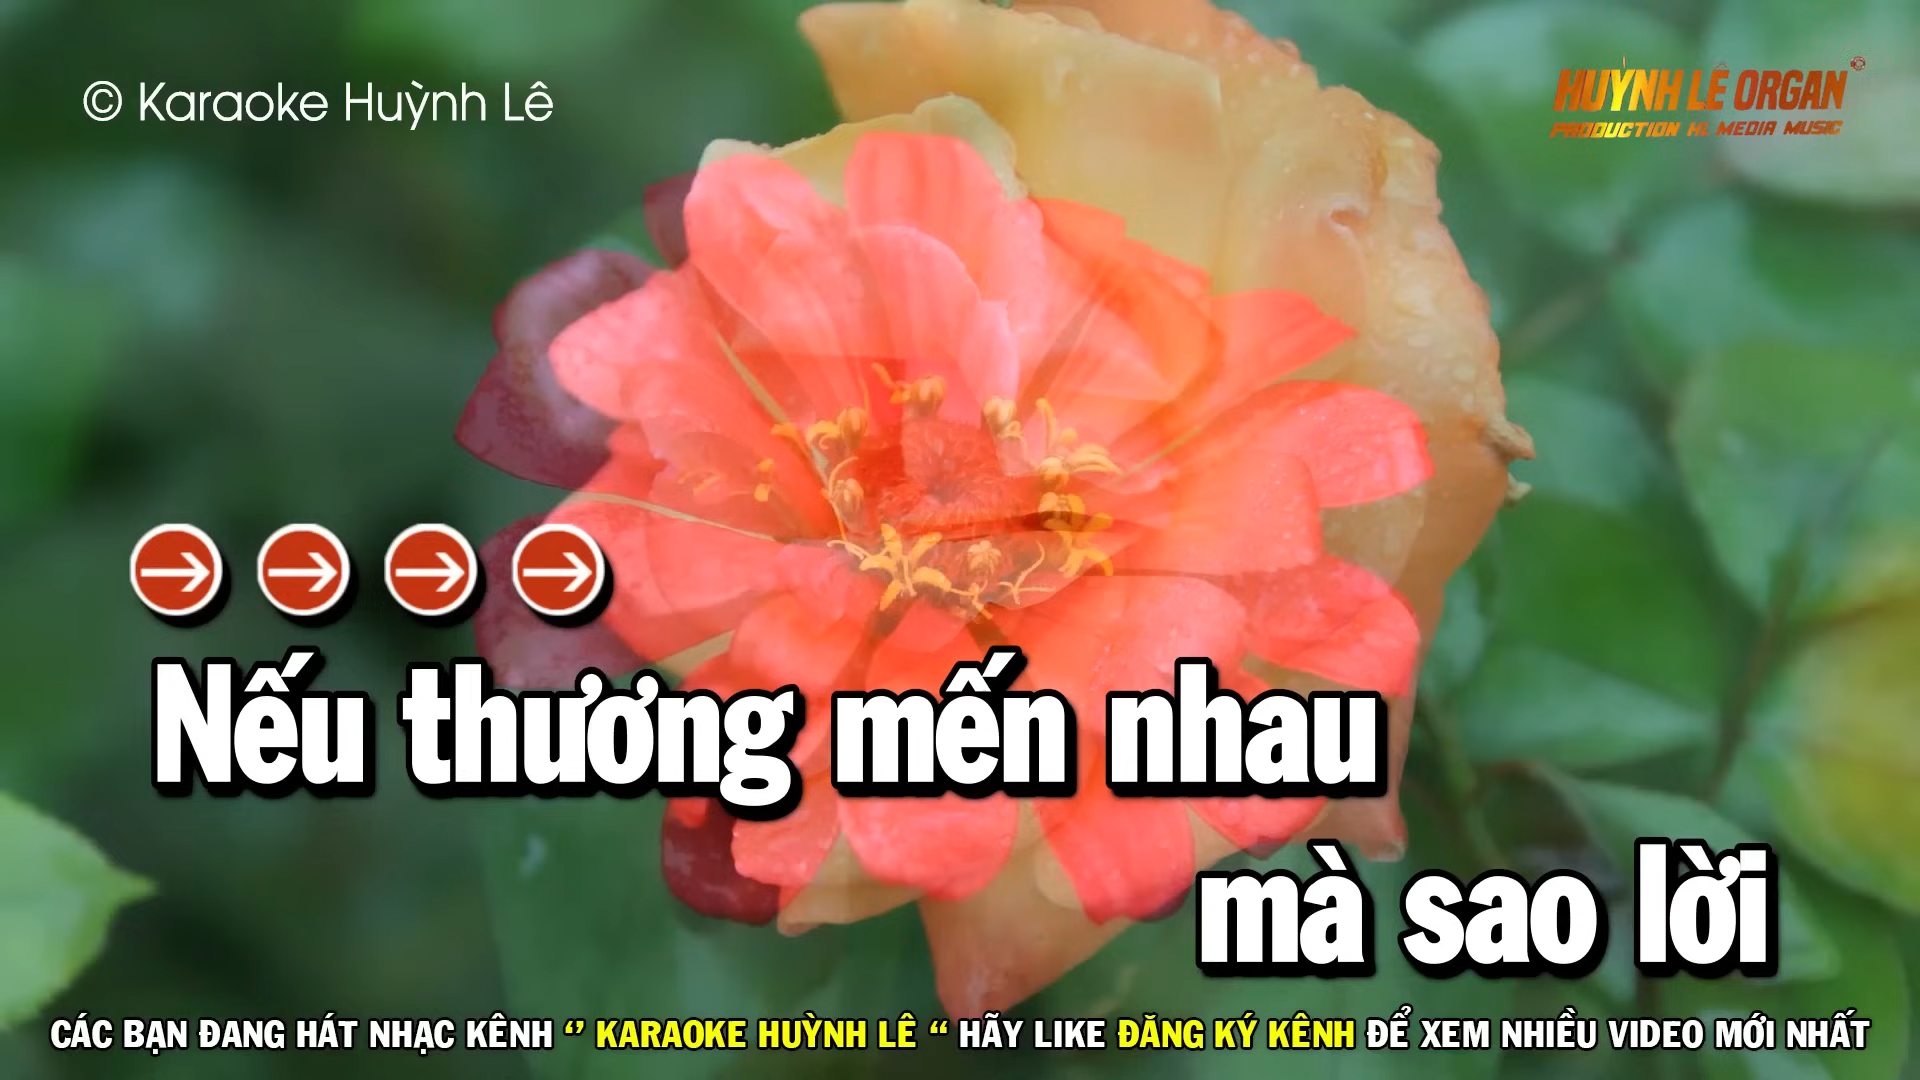 © Karaoke Huỳnh Lê
HUỲNH LÊ ORGAN
PRODUCTION HL MEDIA MUSIC
Nếu thương mến nhau
mà sao lời
CÁC BẠN ĐANG HÁT NHẠC KÊNH ‘’ KARAOKE HUỲNH LÊ “ HÃY LIKE ĐĂNG KÝ KÊNH ĐỂ XEM NHIỀU VIDEO MỚI NHẤT